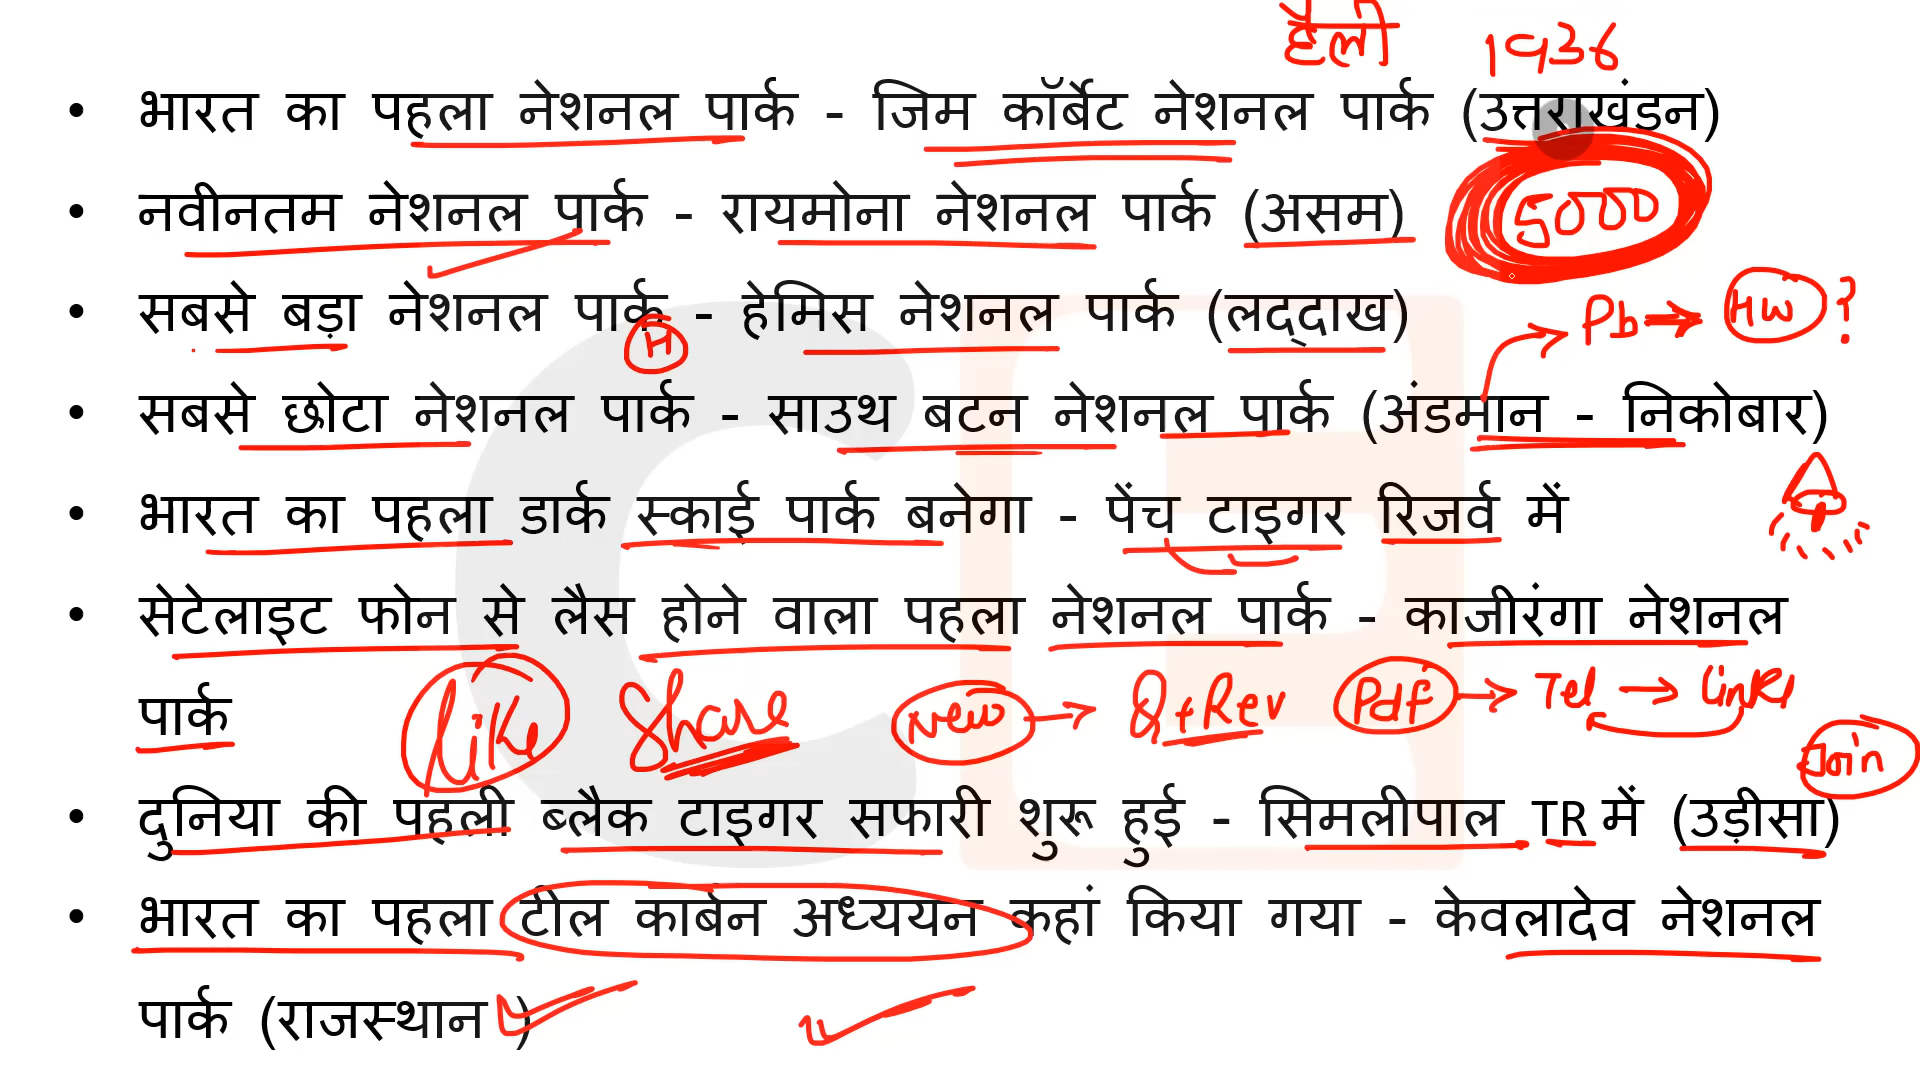 हैली 1936
• भारत का पहला नेशनल पार्क - जिम कॉर्बेट नेशनल पार्क (उत्तराखंडन)
• नवीनतम नेशनल पार्क - रायमोना नेशनल पार्क (असम) 5000
• सबसे बड़ा नेशनल पार्क - हेमिस नेशनल पार्क (लद्दाख) Pb → HW ?
H
• सबसे छोटा नेशनल पार्क - साउथ बटन नेशनल पार्क (अंडमान - निकोबार)
• भारत का पहला डार्क स्काई पार्क बनेगा - पेंच टाइगर रिजर्व में
• सेटेलाइट फोन से लैस होने वाला पहला नेशनल पार्क - काजीरंगा नेशनल
पार्क Like Share New → Q+Rev Pdf → Tel → Links
Join
• दुनिया की पहली ब्लैक टाइगर सफारी शुरू हुई - सिमलीपाल TR में (उड़ीसा)
• भारत का पहला टील कार्बन अध्ययन कहां किया गया - केवलादेव नेशनल
पार्क (राजस्थान )